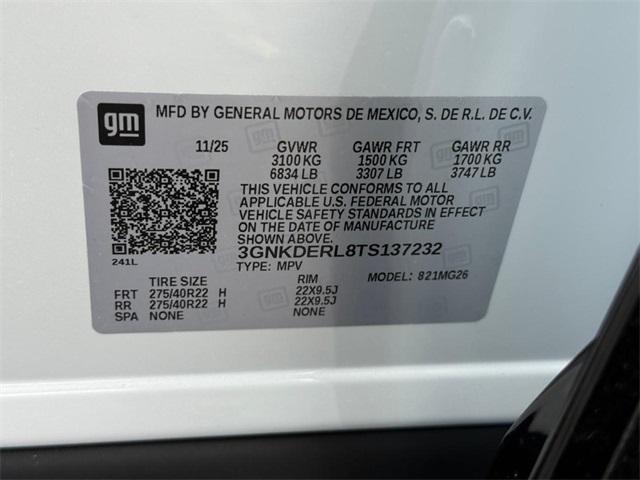 gm
MFD BY GENERAL MOTORS DE MEXICO, S. DE R.L. DE C.V.
11/25 GVWR GAWR FRT GAWR RR
3100 KG 1500 KG 1700 KG
6834 LB 3307 LB 3747 LB
THIS VEHICLE CONFORMS TO ALL
APPLICABLE U.S. FEDERAL MOTOR
VEHICLE SAFETY STANDARDS IN EFFECT
ON THE DATE OF MANUFACTURE
SHOWN ABOVE.
241L 3GNKDERL8TS137232
TYPE: MPV MODEL: 821MG26
TIRE SIZE RIM
FRT 275/40R22 H 22X9.5J
RR 275/40R22 H 22X9.5J
SPA NONE NONE